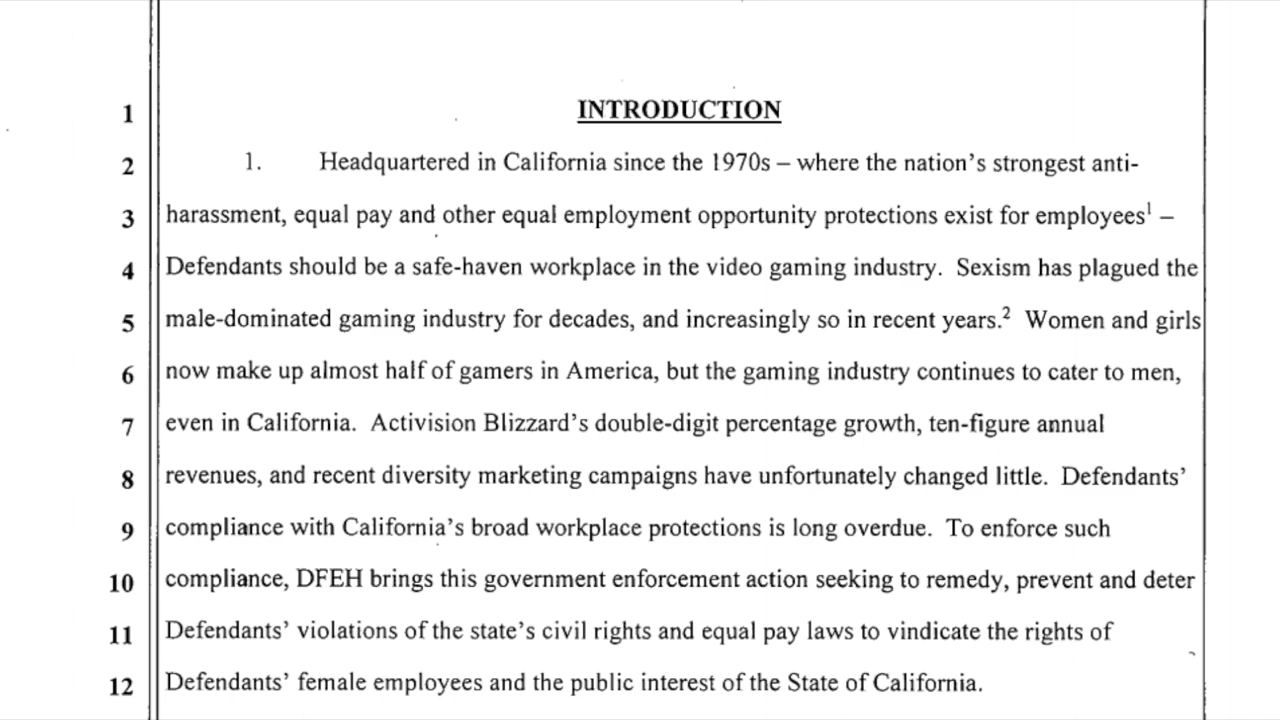 INTRODUCTION
1
2 1. Headquartered in California since the 1970s – where the nation’s strongest anti-
3 harassment, equal pay and other equal employment opportunity protections exist for employees¹ –
4 Defendants should be a safe-haven workplace in the video gaming industry. Sexism has plagued the
5 male-dominated gaming industry for decades, and increasingly so in recent years.² Women and girls
6 now make up almost half of gamers in America, but the gaming industry continues to cater to men,
7 even in California. Activision Blizzard’s double-digit percentage growth, ten-figure annual
8 revenues, and recent diversity marketing campaigns have unfortunately changed little. Defendants’
9 compliance with California’s broad workplace protections is long overdue. To enforce such
10 compliance, DFEH brings this government enforcement action seeking to remedy, prevent and deter
11 Defendants’ violations of the state’s civil rights and equal pay laws to vindicate the rights of
12 Defendants’ female employees and the public interest of the State of California.